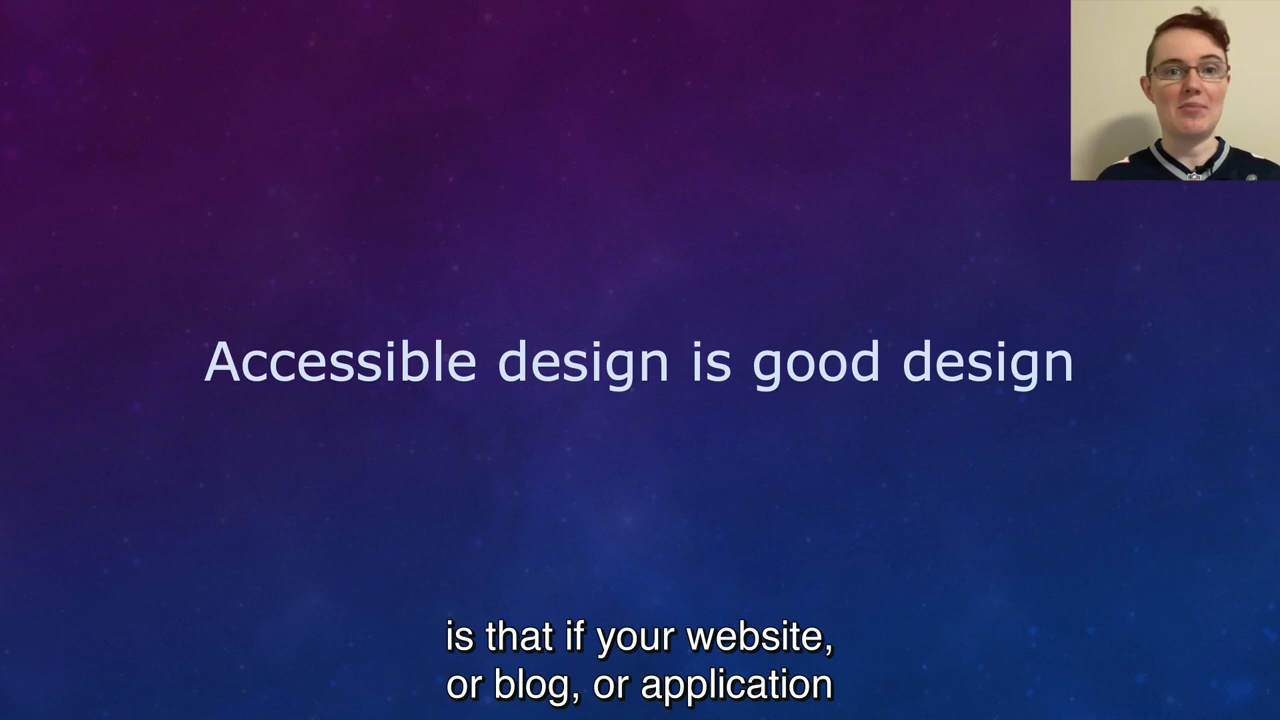 Accessible design is good design
is that if your website,
or blog, or application